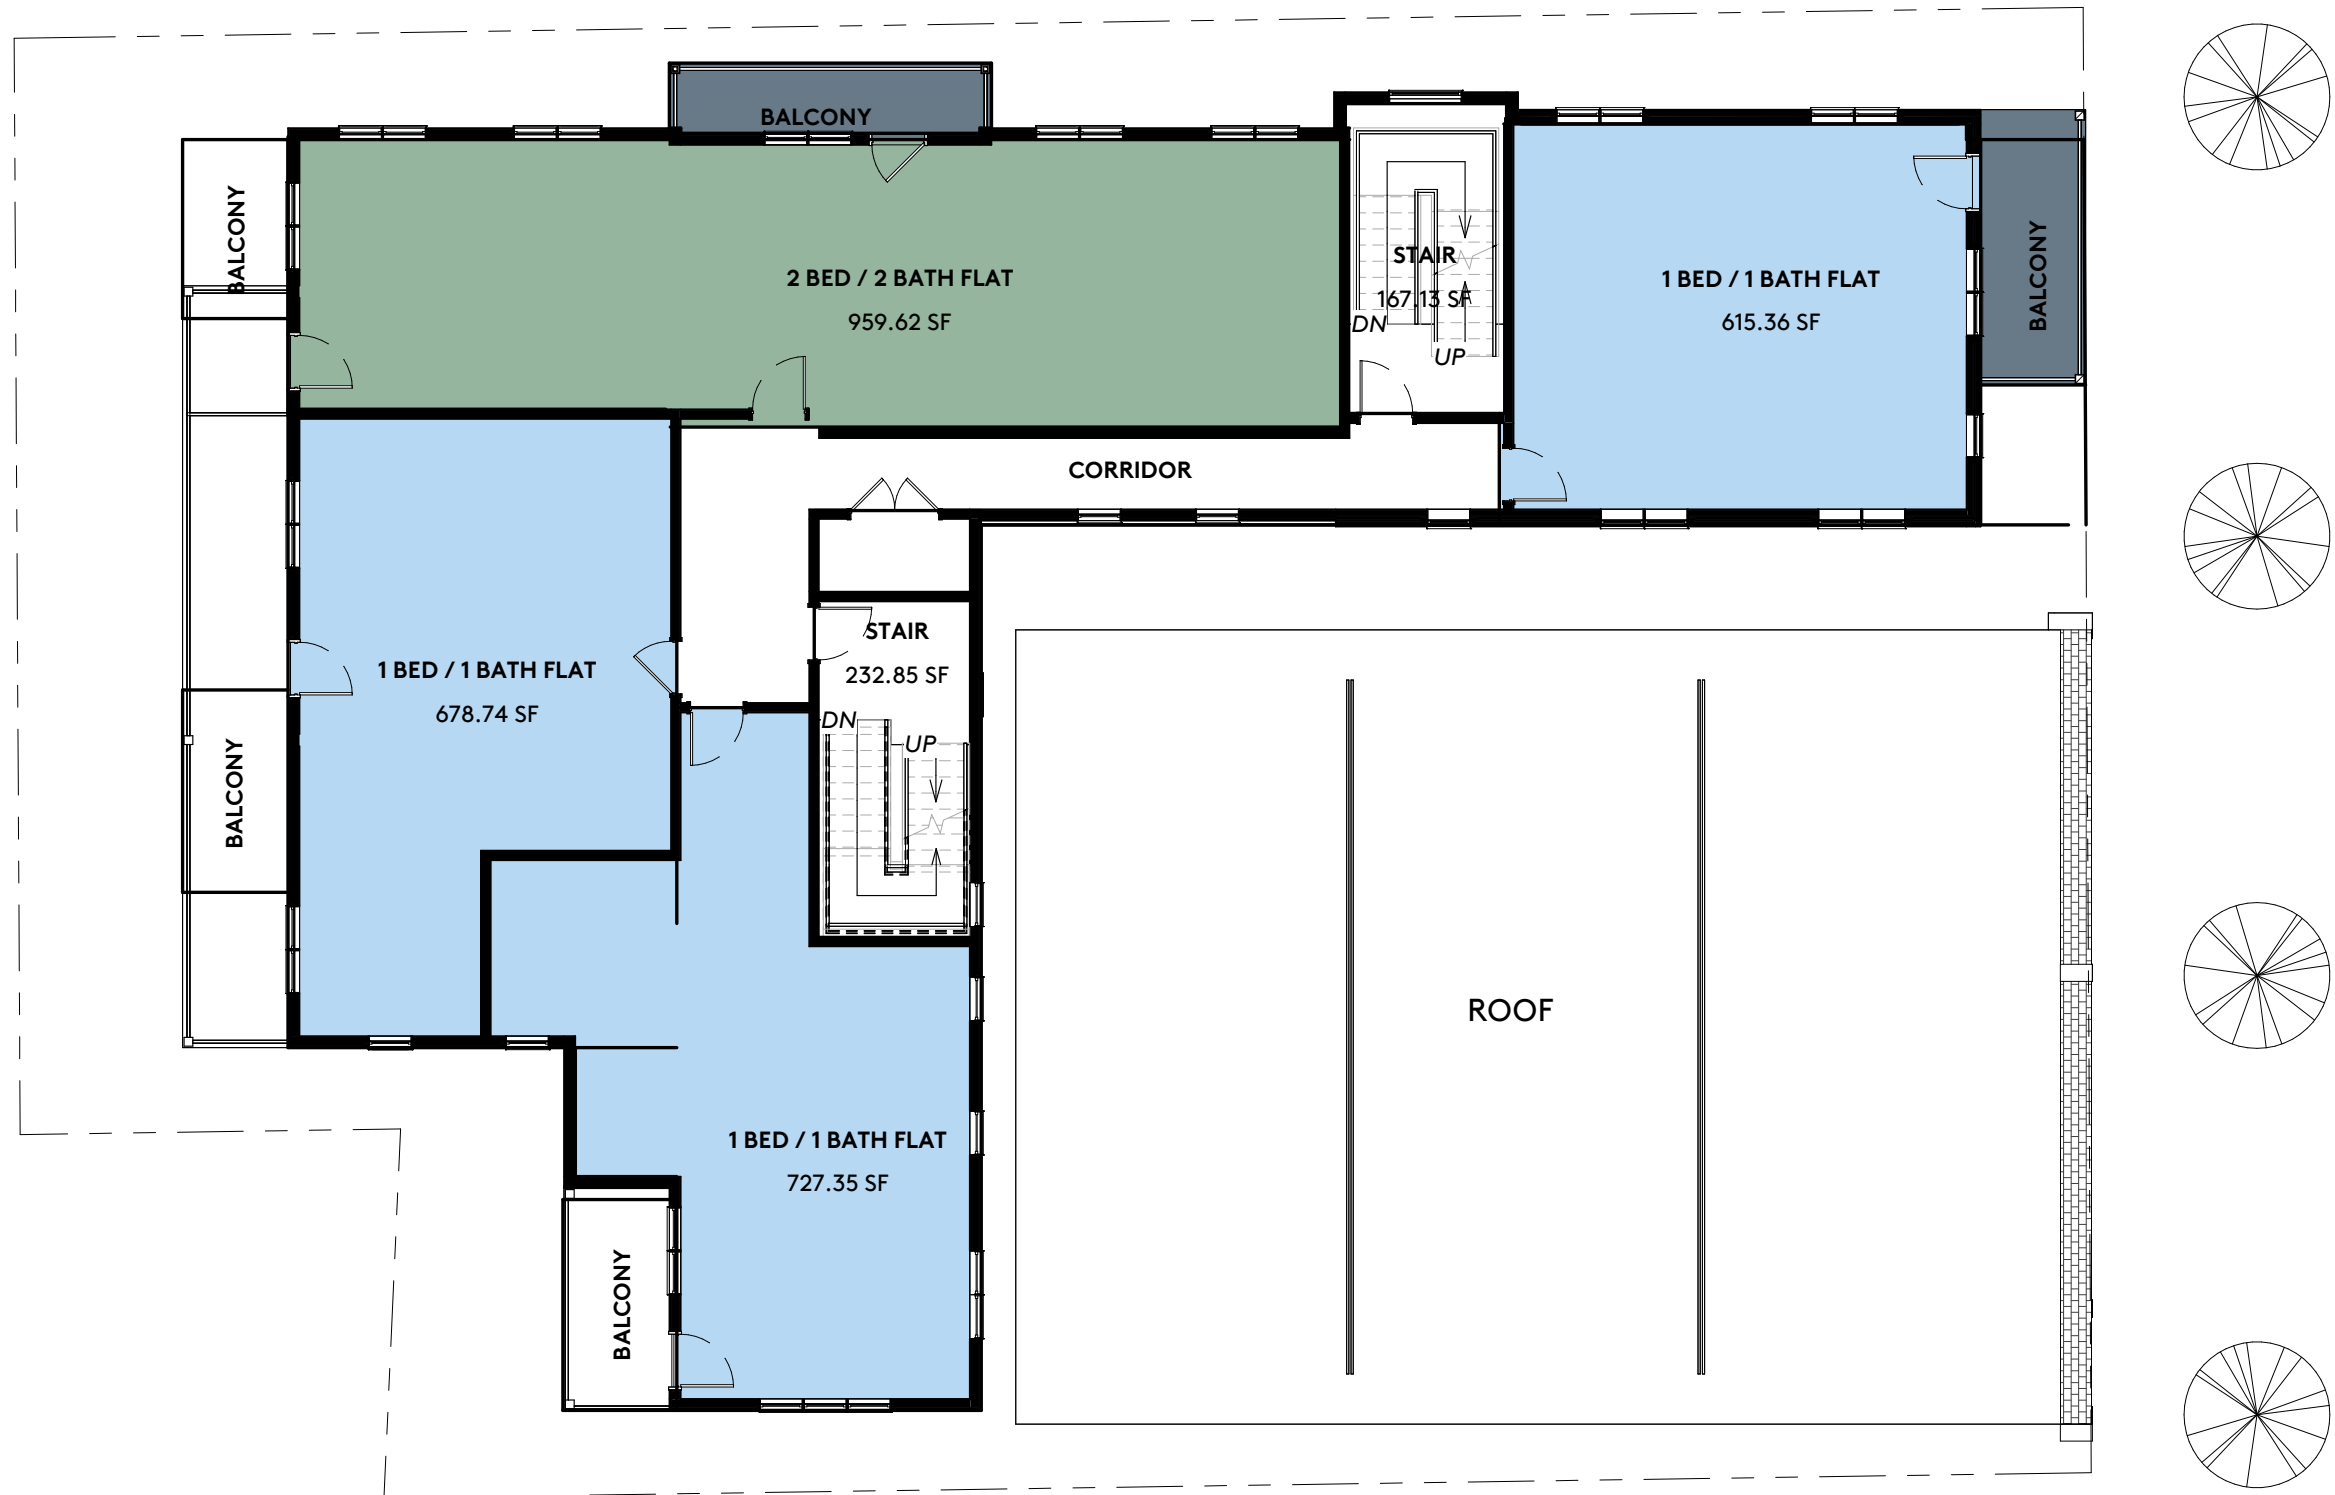 BALCONY
BALCONY
2 BED / 2 BATH FLAT
959.62 SF
STAIR
167.13 SF
DN
UP
1 BED / 1 BATH FLAT
615.36 SF
BALCONY
CORRIDOR
STAIR
232.85 SF
DN
UP
1 BED / 1 BATH FLAT
678.74 SF
BALCONY
ROOF
1 BED / 1 BATH FLAT
727.35 SF
BALCONY